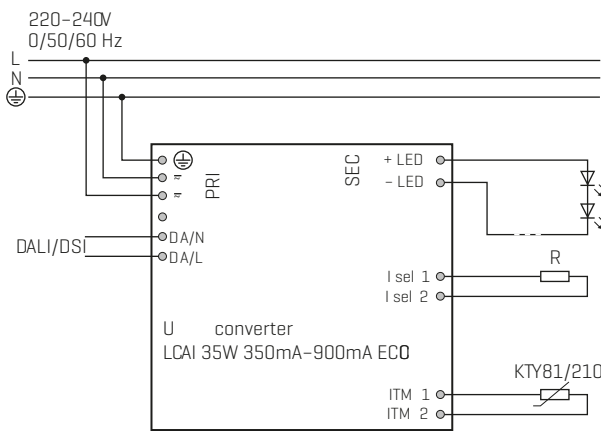 220–240V
0/50/60 Hz
L
N
PRI
SEC
+ LED
– LED
DA/N
DALI/DSI
DA/L
R
I sel 1
I sel 2
U converter
LCAI 35W 350mA–900mA ECO
KTY81/210
ITM 1
ITM 2